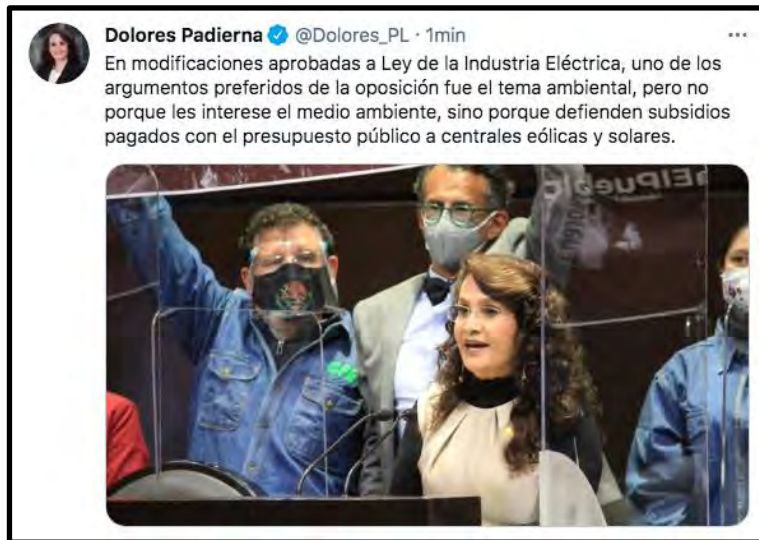 Dolores Padierna @Dolores_PL · 1min
En modificaciones aprobadas a Ley de la Industria Eléctrica, uno de los
argumentos preferidos de la oposición fue el tema ambiental, pero no
porque les interese el medio ambiente, sino porque defienden subsidios
pagados con el presupuesto público a centrales eólicas y solares.
ElPueblo